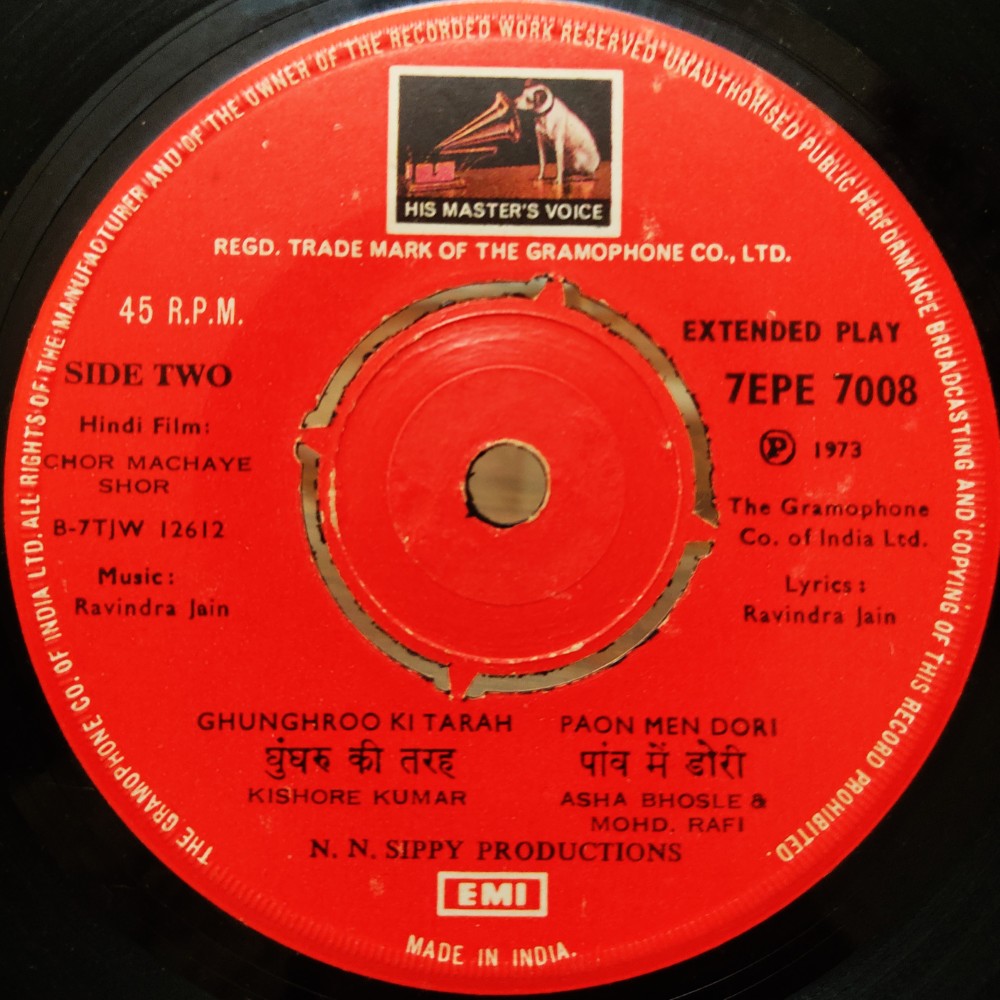 THE GRAMOPHONE CO. OF INDIA LTD. ALL RIGHTS OF THE MANUFACTURER AND OF THE OWNER OF THE RECORDED WORK RESERVED UNAUTHORISED PUBLIC PERFORMANCE BROADCASTING AND COPYING OF THIS RECORD PROHIBITED.
HIS MASTER'S VOICE
REGD. TRADE MARK OF THE GRAMOPHONE CO., LTD.
45 R.P.M.
SIDE TWO
Hindi Film:
CHOR MACHAYE
SHOR
B-7TJW 12612
Music:
Ravindra Jain
EXTENDED PLAY
7EPE 7008
Ⓟ 1973
The Gramophone
Co. of India Ltd.
Lyrics:
Ravindra Jain
GHUNGHROO KI TARAH
घुंघरु की तरह
KISHORE KUMAR
PAON MEN DORI
पांव में डोरी
ASHA BHOSLE &
MOHD. RAFI
N. N. SIPPY PRODUCTIONS
EMI
MADE IN INDIA.